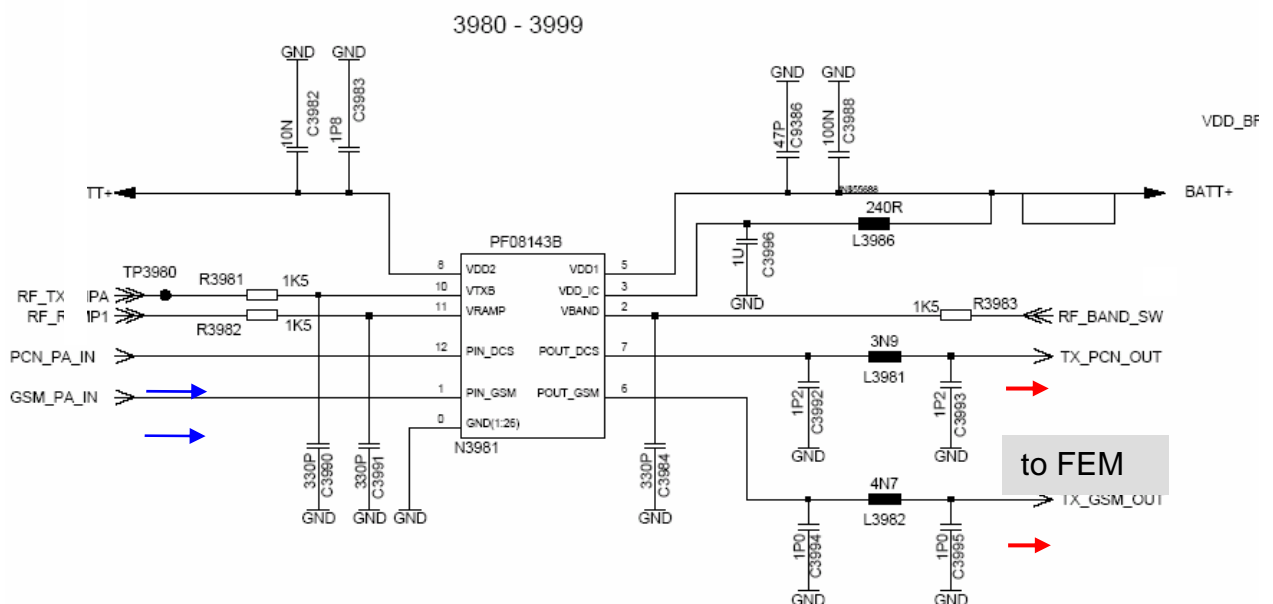 3980 - 3999
GND GND
GND GND
10N C3982
1P8 C3983
47P C9386
100N C3988
VDD_BF
TT+
BATT+
240R
L3986
1U C3996
GND
PF08143B
8 VDD2 VDD1 5
10 VTXB VDD_IC 3
11 VRAMP VBAND 2
12 PIN_DCS POUT_DCS 7
1 PIN_GSM POUT_GSM 6
0 GND(1:26)
N3981
TP3980
R3981 1K5
RF_TX PA
RF_R MP1
R3982 1K5
PCN_PA_IN
GSM_PA_IN
1K5 R3983
RF_BAND_SW
3N9
L3981
TX_PCN_OUT
1P2 C3992
1P2 C3993
GND GND
330P C3990
330P C3991
330P C3984
GND GND GND
GND
to FEM
4N7
L3982
TX_GSM_OUT
1P0 C3994
1P0 C3995
GND GND